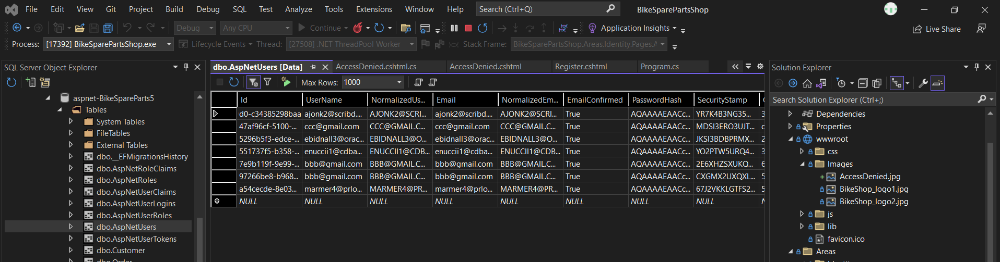 File Edit View Git Project Build Debug SQL Test Analyze Tools Extensions Window Help Search (Ctrl+Q) BikeSparePartsShop
Debug Any CPU Continue Application Insights Live Share
Process: [17392] BikeSparePartsShop.exe Lifecycle Events Thread: [27508] .NET ThreadPool Worker Stack Frame: BikeSparePartsShop.Areas.Identity.Pages.A
SQL Server Object Explorer
aspnet-BikeSpareParts5
Tables
System Tables
FileTables
External Tables
dbo.__EFMigrationsHistory
dbo.AspNetRoleClaims
dbo.AspNetRoles
dbo.AspNetUserClaims
dbo.AspNetUserLogins
dbo.AspNetUserRoles
dbo.AspNetUsers
dbo.AspNetUserTokens
dbo.Customer
dbo.Order
dbo.AspNetUsers [Data] AccessDenied.cshtml.cs AccessDenied.cshtml Register.cshtml Program.cs
Max Rows: 1000
Id UserName NormalizedUs... Email NormalizedEm... EmailConfirmed PasswordHash SecurityStamp
d0-c34385298baa ajonk2@scribd.... AJONK2@SCRI... ajonk2@scribd.... AJONK2@SCRI... True AQAAAAEAACc... YR7K4B3NG35... 3
47af96cf-5100-... ccc@gmail.com CCC@GMAIL.C... ccc@gmail.com CCC@GMAIL.C... True AQAAAAEAACc... MDSI3ERO3UJT... c
5296b5f3-edce-... ebidnall3@orac... EBIDNALL3@O... ebidnall3@orac... EBIDNALL3@O... True AQAAAAEAACc... JKSI3BDBPRMX... 2
551737f5-b358-... enuccii1@cdba... ENUCCII1@CDB... enuccii1@cdba... ENUCCII1@CDB... True AQAAAAEAACc... YO2PTW5URQ4... 3
7e9b119f-9e99-... bbb@gmail.com BBB@GMAIL.C... bbb@gmail.com BBB@GMAIL.C... True AQAAAAEAACc... 2E6XHZSXUKQ... 6
97266be8-b968... bbb@gmail.com BBB@GMAIL.C... bbb@gmail.com BBB@GMAIL.C... True AQAAAAEAACc... CXGMX2UXQXL... 5
a54cecde-8e03... marmer4@prlo... MARMER4@PR... marmer4@prlo... MARMER4@PR... True AQAAAAEAACc... 67J2VKKLGTFS2... 5
NULL NULL NULL NULL NULL NULL NULL NULL
Solution Explorer
Search Solution Explorer (Ctrl+;)
Dependencies
Properties
wwwroot
css
Images
AccessDenied.jpg
BikeShop_logo1.jpg
BikeShop_logo2.jpg
js
lib
favicon.ico
Areas